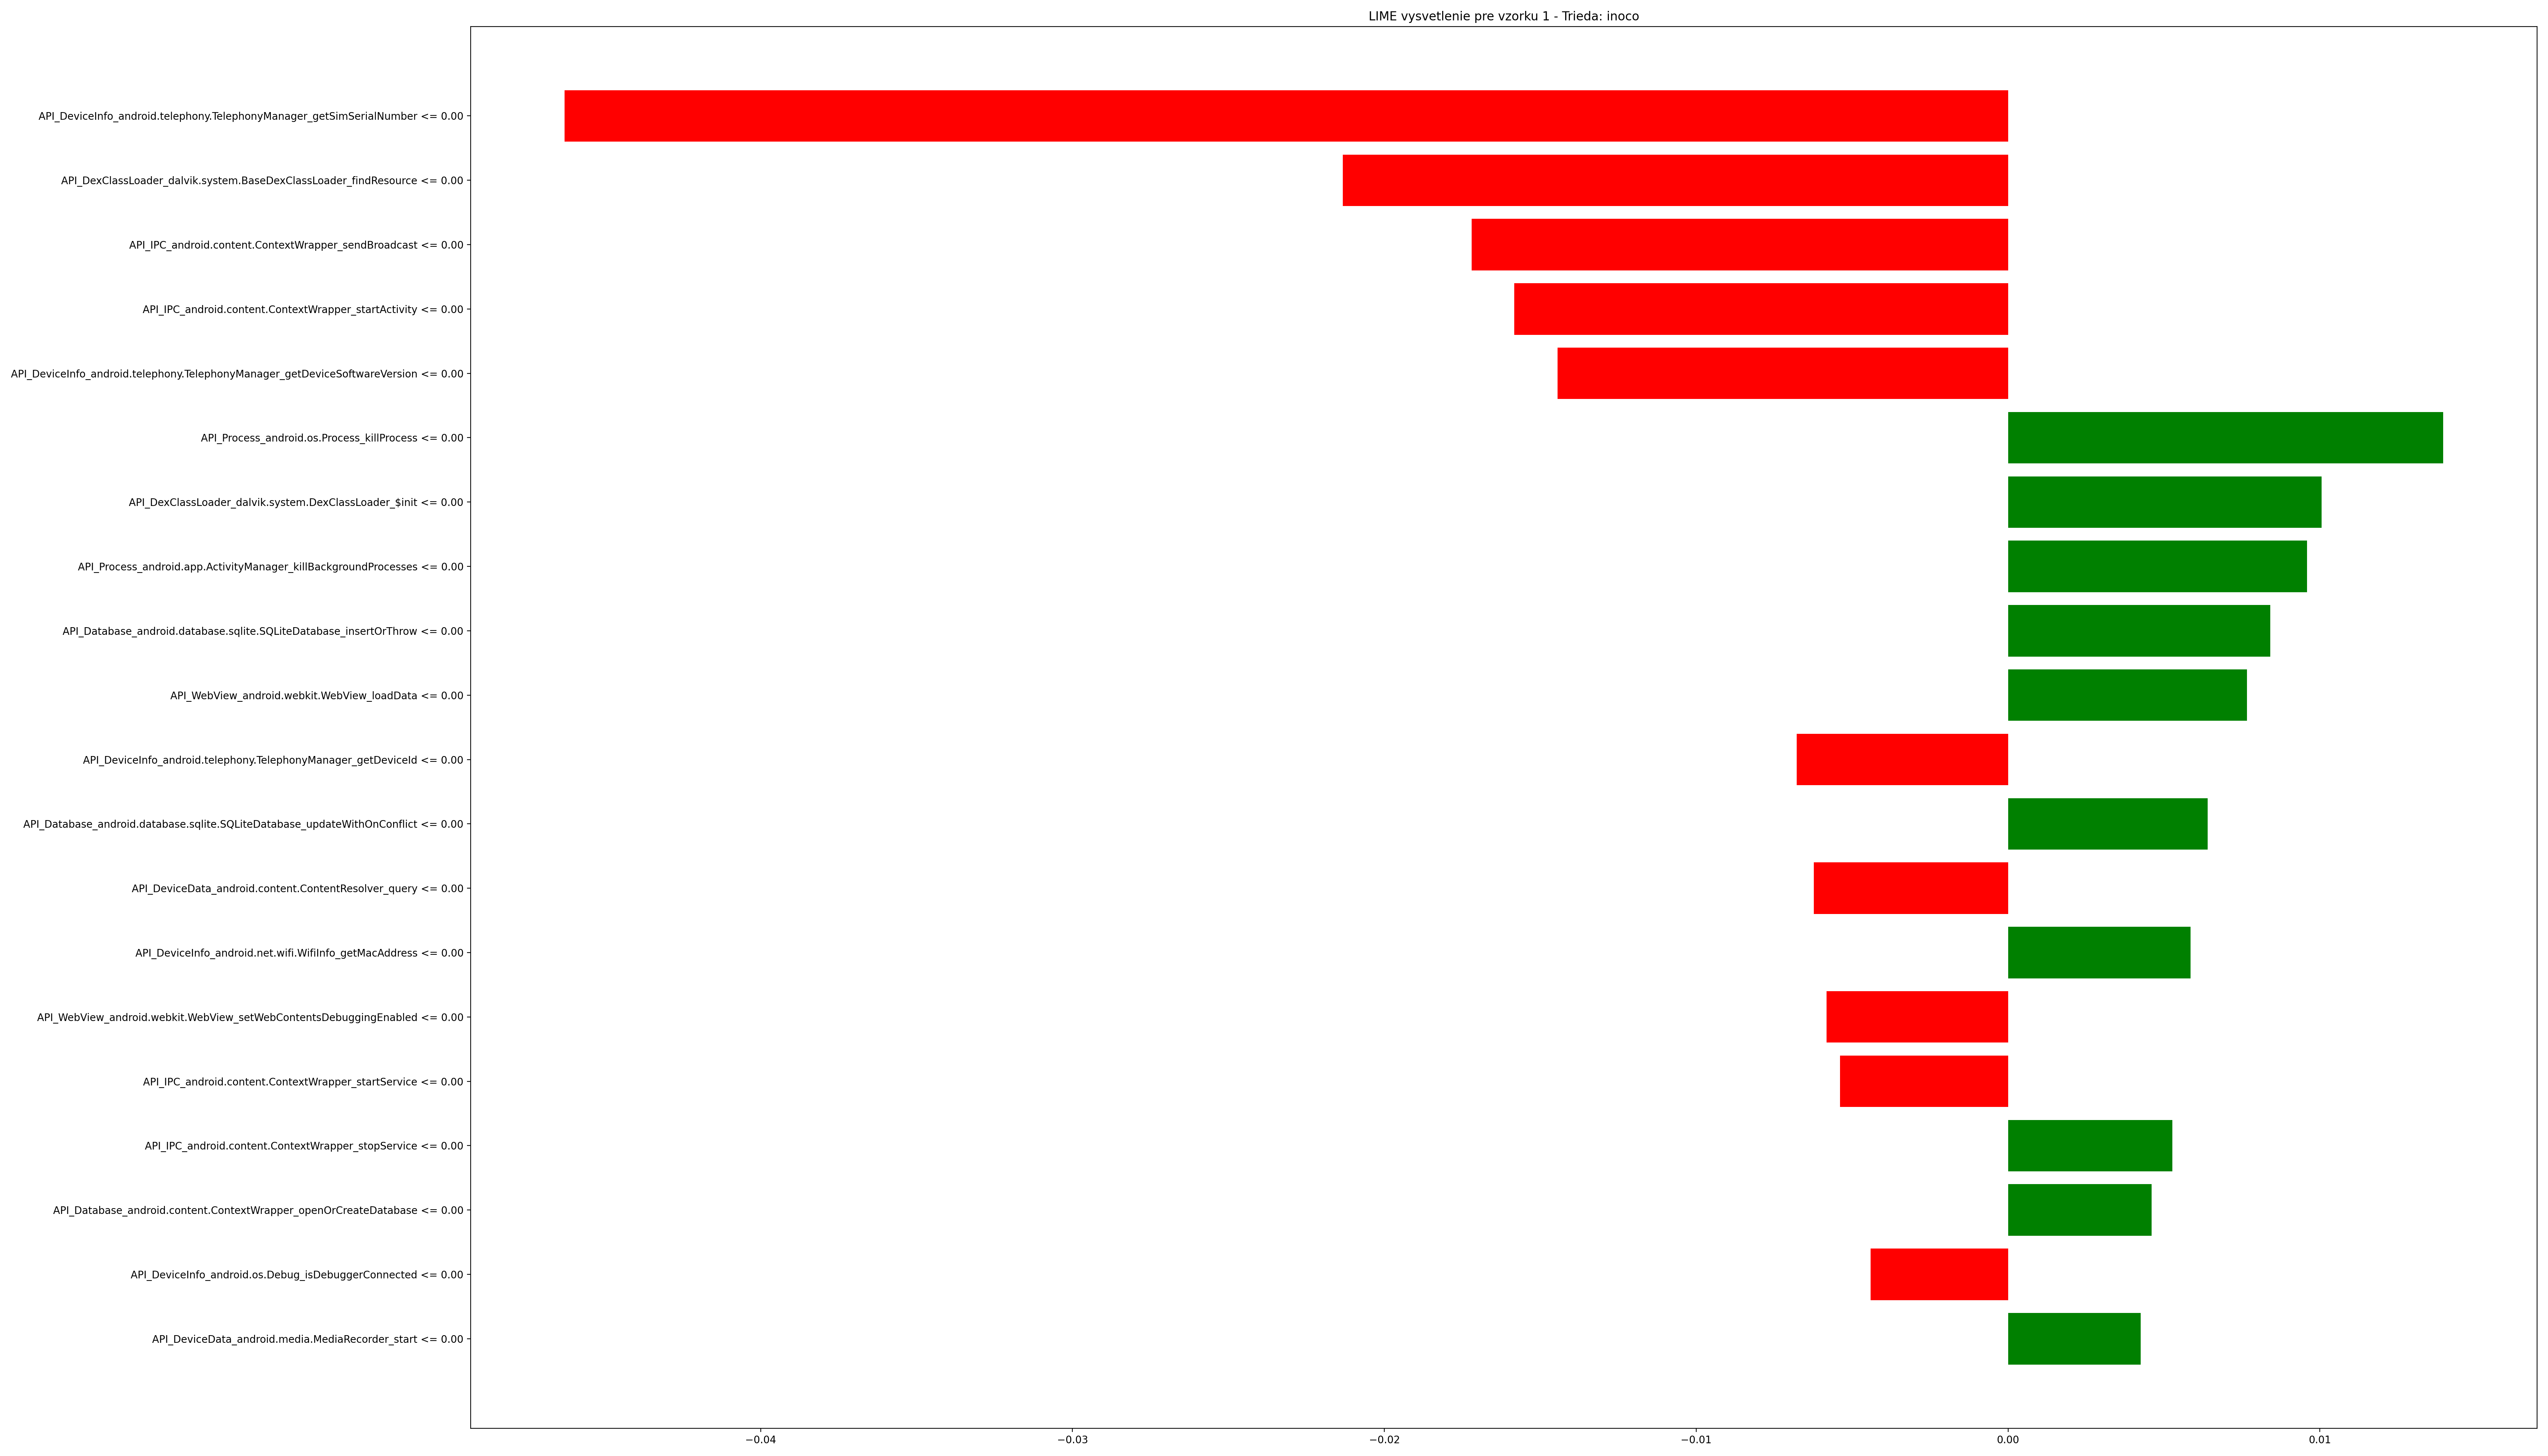 LIME vysvetlenie pre vzorku 1 - Trieda: inoco
API_DeviceInfo_android.telephony.TelephonyManager_getSimSerialNumber <= 0.00
API_DexClassLoader_dalvik.system.BaseDexClassLoader_findResource <= 0.00
API_IPC_android.content.ContextWrapper_sendBroadcast <= 0.00
API_IPC_android.content.ContextWrapper_startActivity <= 0.00
API_DeviceInfo_android.telephony.TelephonyManager_getDeviceSoftwareVersion <= 0.00
API_Process_android.os.Process_killProcess <= 0.00
API_DexClassLoader_dalvik.system.DexClassLoader_$init <= 0.00
API_Process_android.app.ActivityManager_killBackgroundProcesses <= 0.00
API_Database_android.database.sqlite.SQLiteDatabase_insertOrThrow <= 0.00
API_WebView_android.webkit.WebView_loadData <= 0.00
API_DeviceInfo_android.telephony.TelephonyManager_getDeviceId <= 0.00
API_Database_android.database.sqlite.SQLiteDatabase_updateWithOnConflict <= 0.00
API_DeviceData_android.content.ContentResolver_query <= 0.00
API_DeviceInfo_android.net.wifi.WifiInfo_getMacAddress <= 0.00
API_WebView_android.webkit.WebView_setWebContentsDebuggingEnabled <= 0.00
API_IPC_android.content.ContextWrapper_startService <= 0.00
API_IPC_android.content.ContextWrapper_stopService <= 0.00
API_Database_android.content.ContextWrapper_openOrCreateDatabase <= 0.00
API_DeviceInfo_android.os.Debug_isDebuggerConnected <= 0.00
API_DeviceData_android.media.MediaRecorder_start <= 0.00
−0.04 −0.03 −0.02 −0.01 0.00 0.01